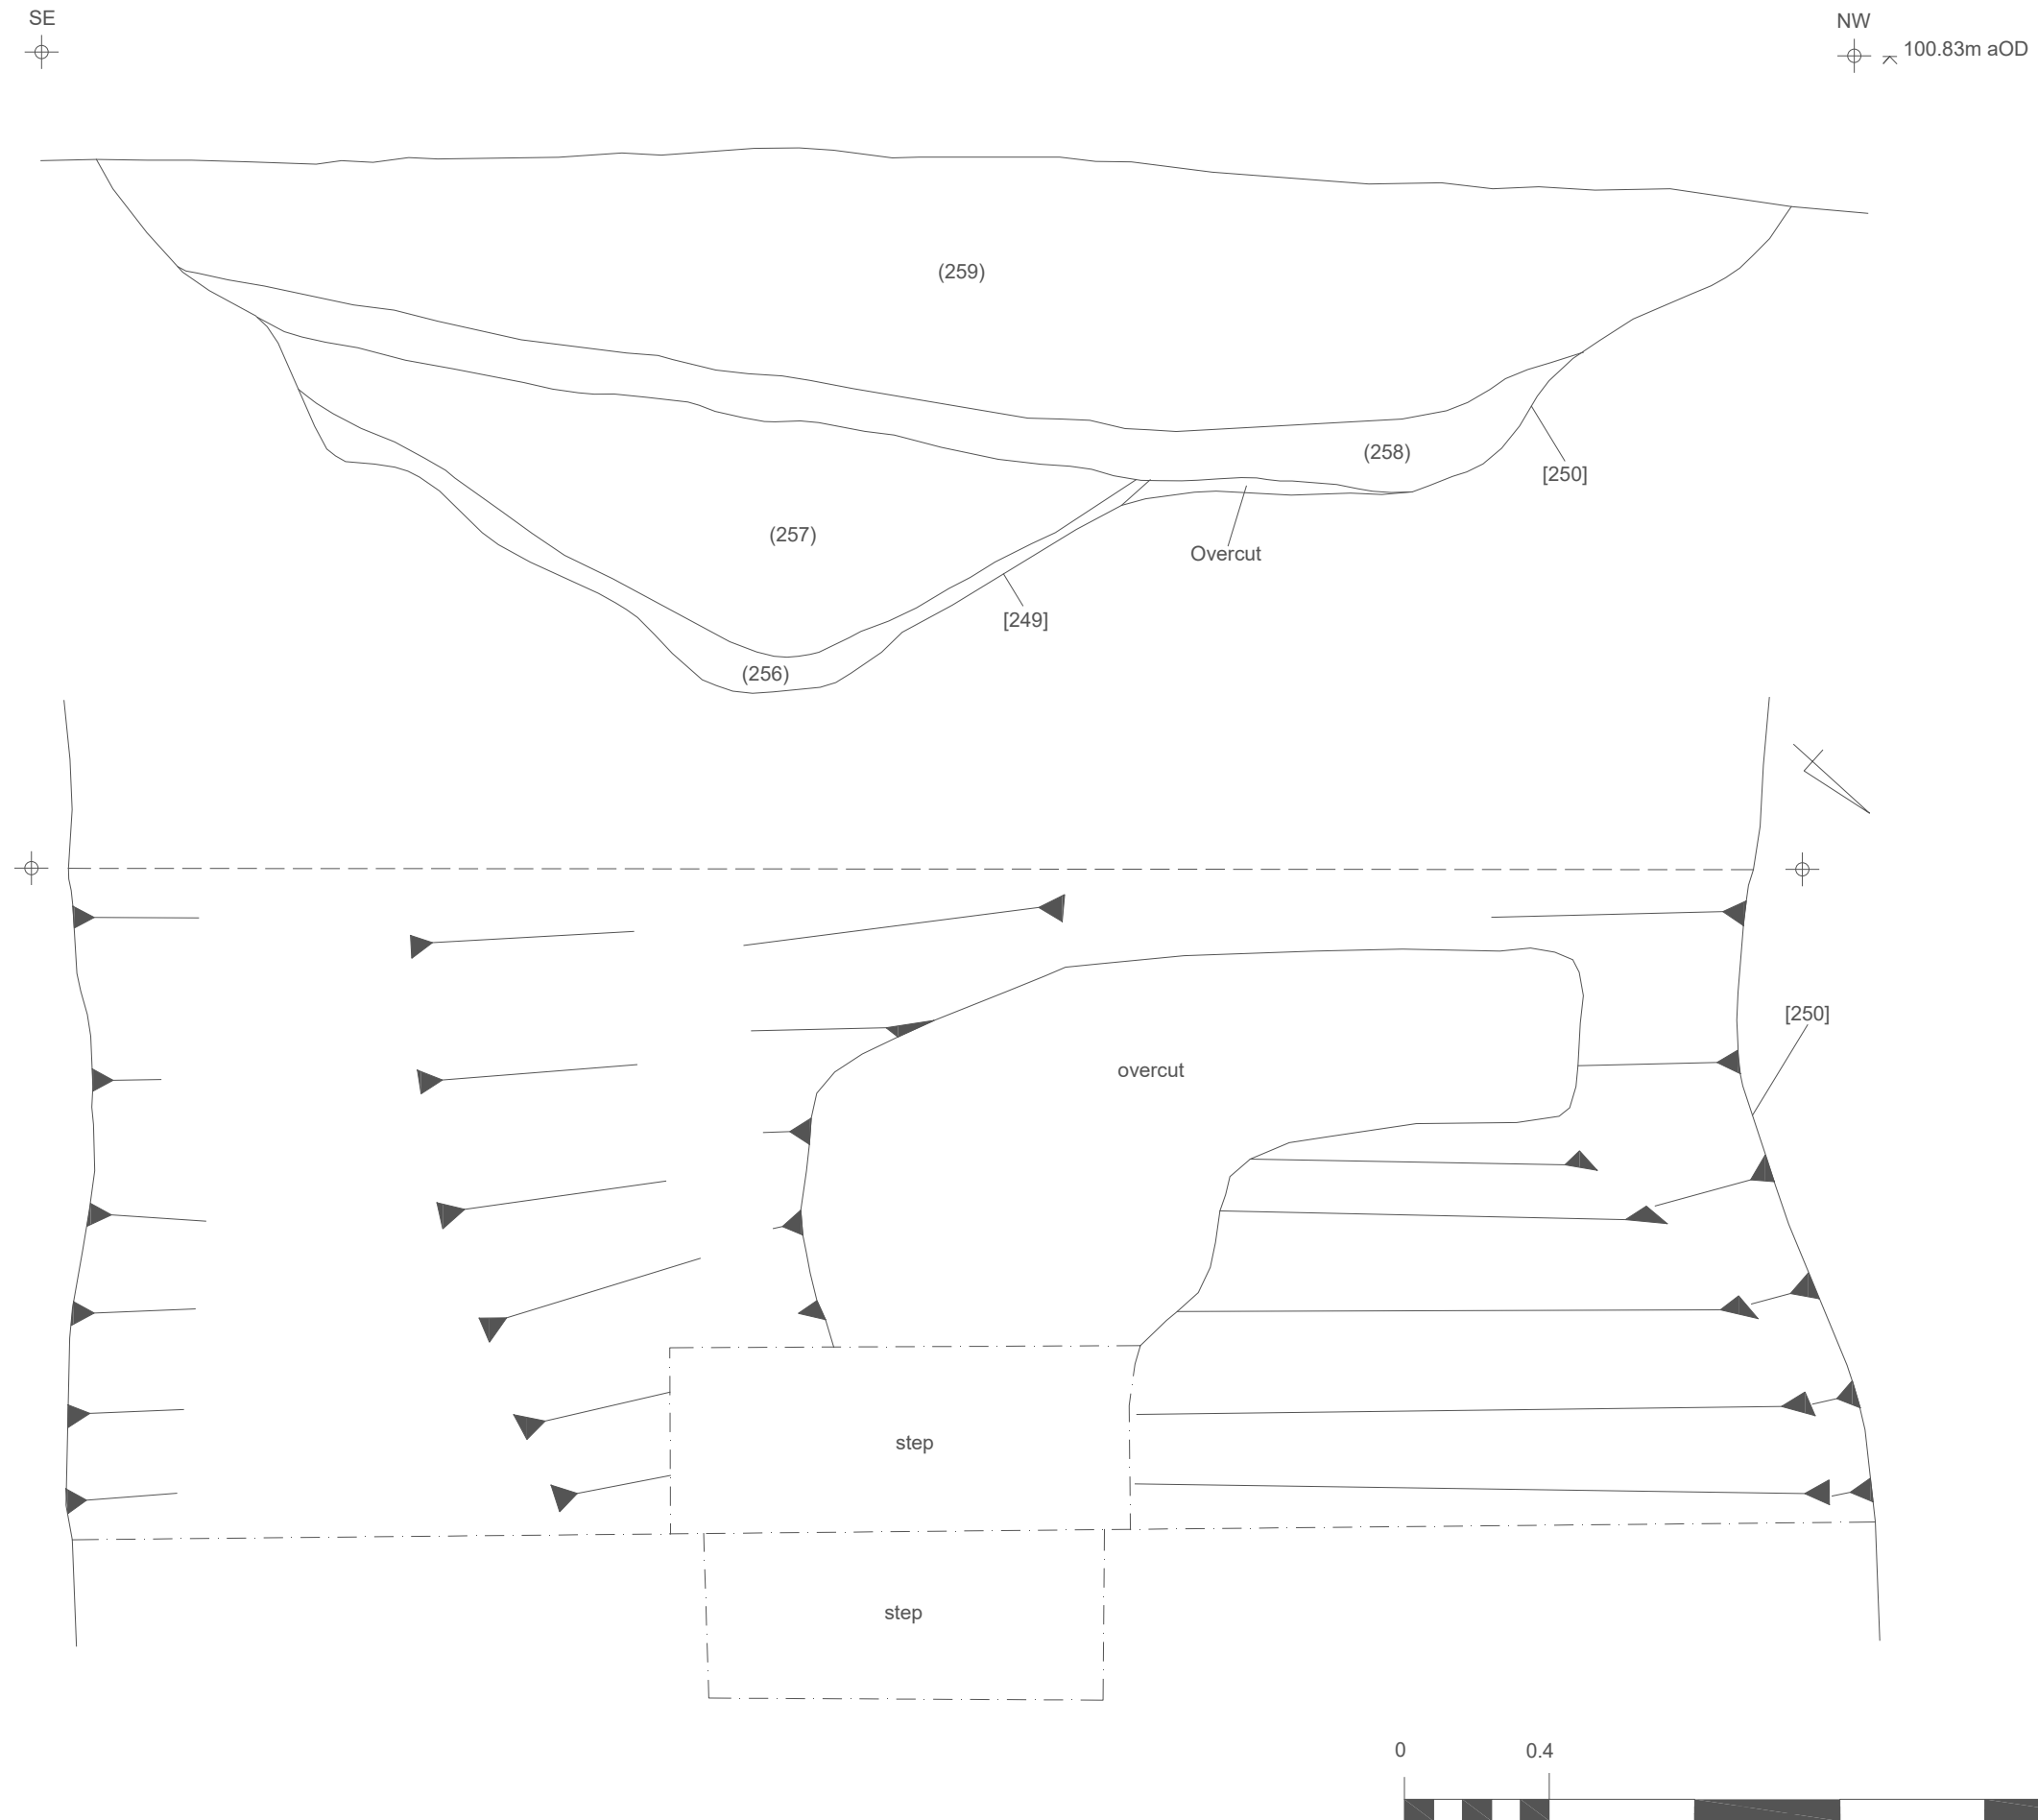 SE
NW
100.83m aOD
(259)
(258)
[250]
(257)
Overcut
[249]
(256)
[250]
overcut
step
step
0
0.4